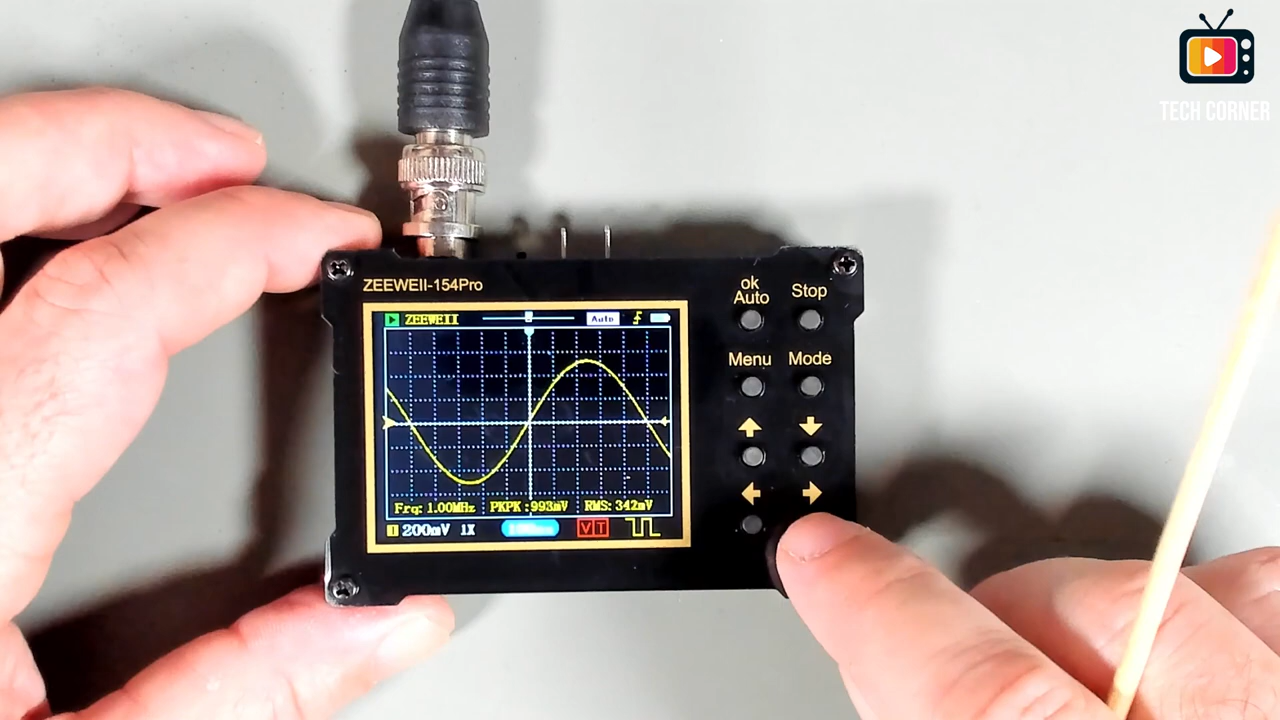 TECH CORNER
ZEEWEII-154Pro
ok
Auto
Stop
ZEEWEII
Auto
Menu
Mode
Frq: 1.00MHz PKPK: 993mV RMS: 342mV
1 200mV 1X
VT